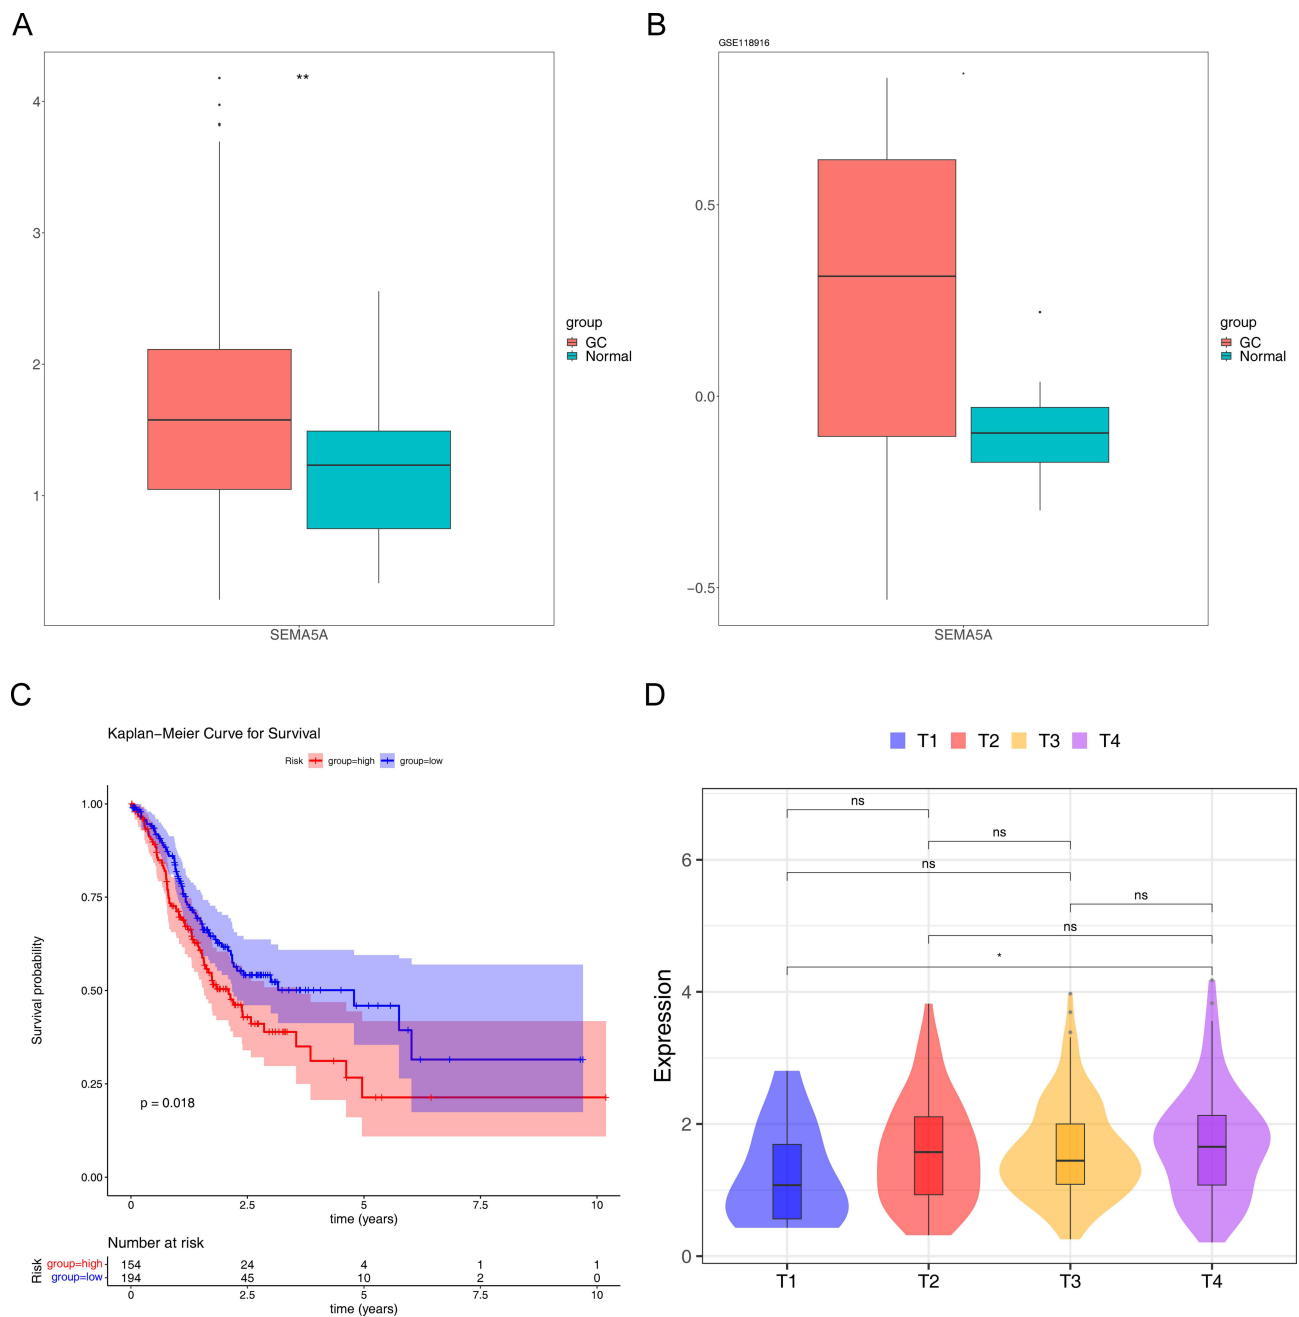 A
**
4
3
2
1
SEMA5A
group
GC
Normal
B
GSE118916
*
0.5
0.0
−0.5
SEMA5A
group
GC
Normal
C
Kaplan−Meier Curve for Survival
Risk group=high group=low
Survival probability
1.00
0.75
0.50
0.25
0.00
p = 0.018
0 2.5 5 7.5 10
time (years)
Number at risk
Risk
group=high 154 24 4 1 1
group=low 194 45 10 2 0
0 2.5 5 7.5 10
time (years)
D
T1 T2 T3 T4
Expression
6
4
2
0
ns
ns
ns
ns
ns
*
T1 T2 T3 T4